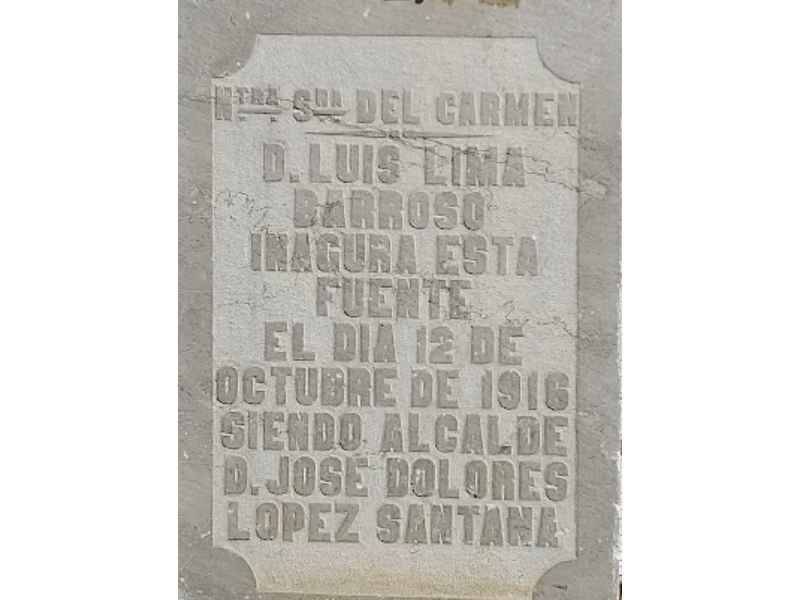 NTRA SRA DEL CARMEN
D. LUIS LIMA
BARROSO
INAGURA ESTA
FUENTE
EL DIA 12 DE
OCTUBRE DE 1916
SIENDO ALCALDE
D. JOSE DOLORES
LOPEZ SANTANA